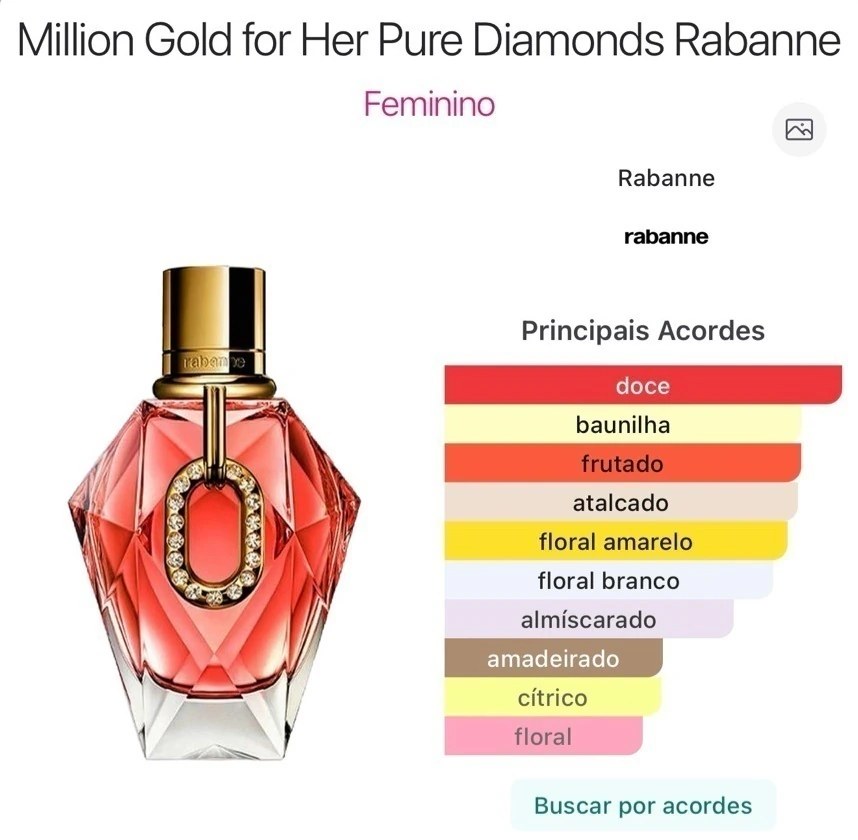 Million Gold for Her Pure Diamonds Rabanne
Feminino
Rabanne
rabanne
rabanne
Principais Acordes
doce
baunilha
frutado
atalcado
floral amarelo
floral branco
almíscarado
amadeirado
cítrico
floral
Buscar por acordes